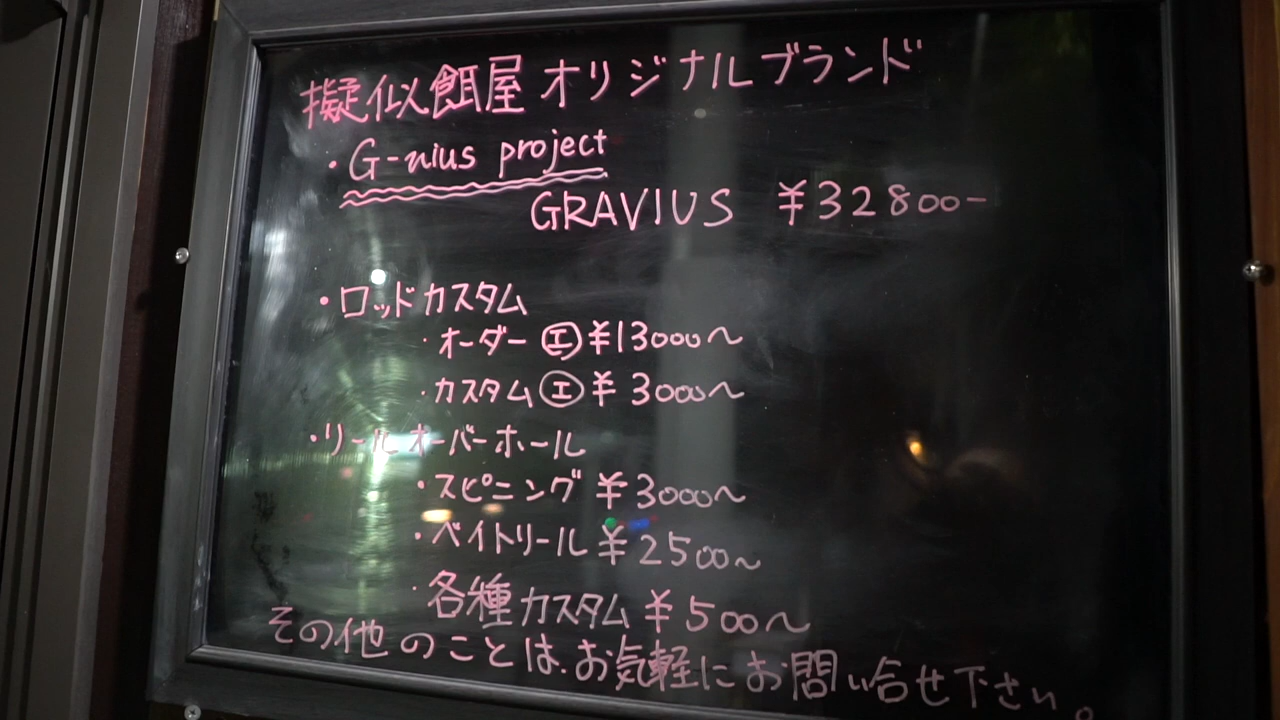 擬似餌屋 オリジナルブランド
・G-nius project
GRAVIUS ¥32800-
・ロッドカスタム
・オーダー ㋓ ¥13000〜
・カスタム ㋓ ¥3000〜
・リールオーバーホール
・スピニング ¥3000〜
・ベイトリール ¥2500〜
・各種カスタム ¥500〜
その他のことは、お気軽にお問い合せ下さい。